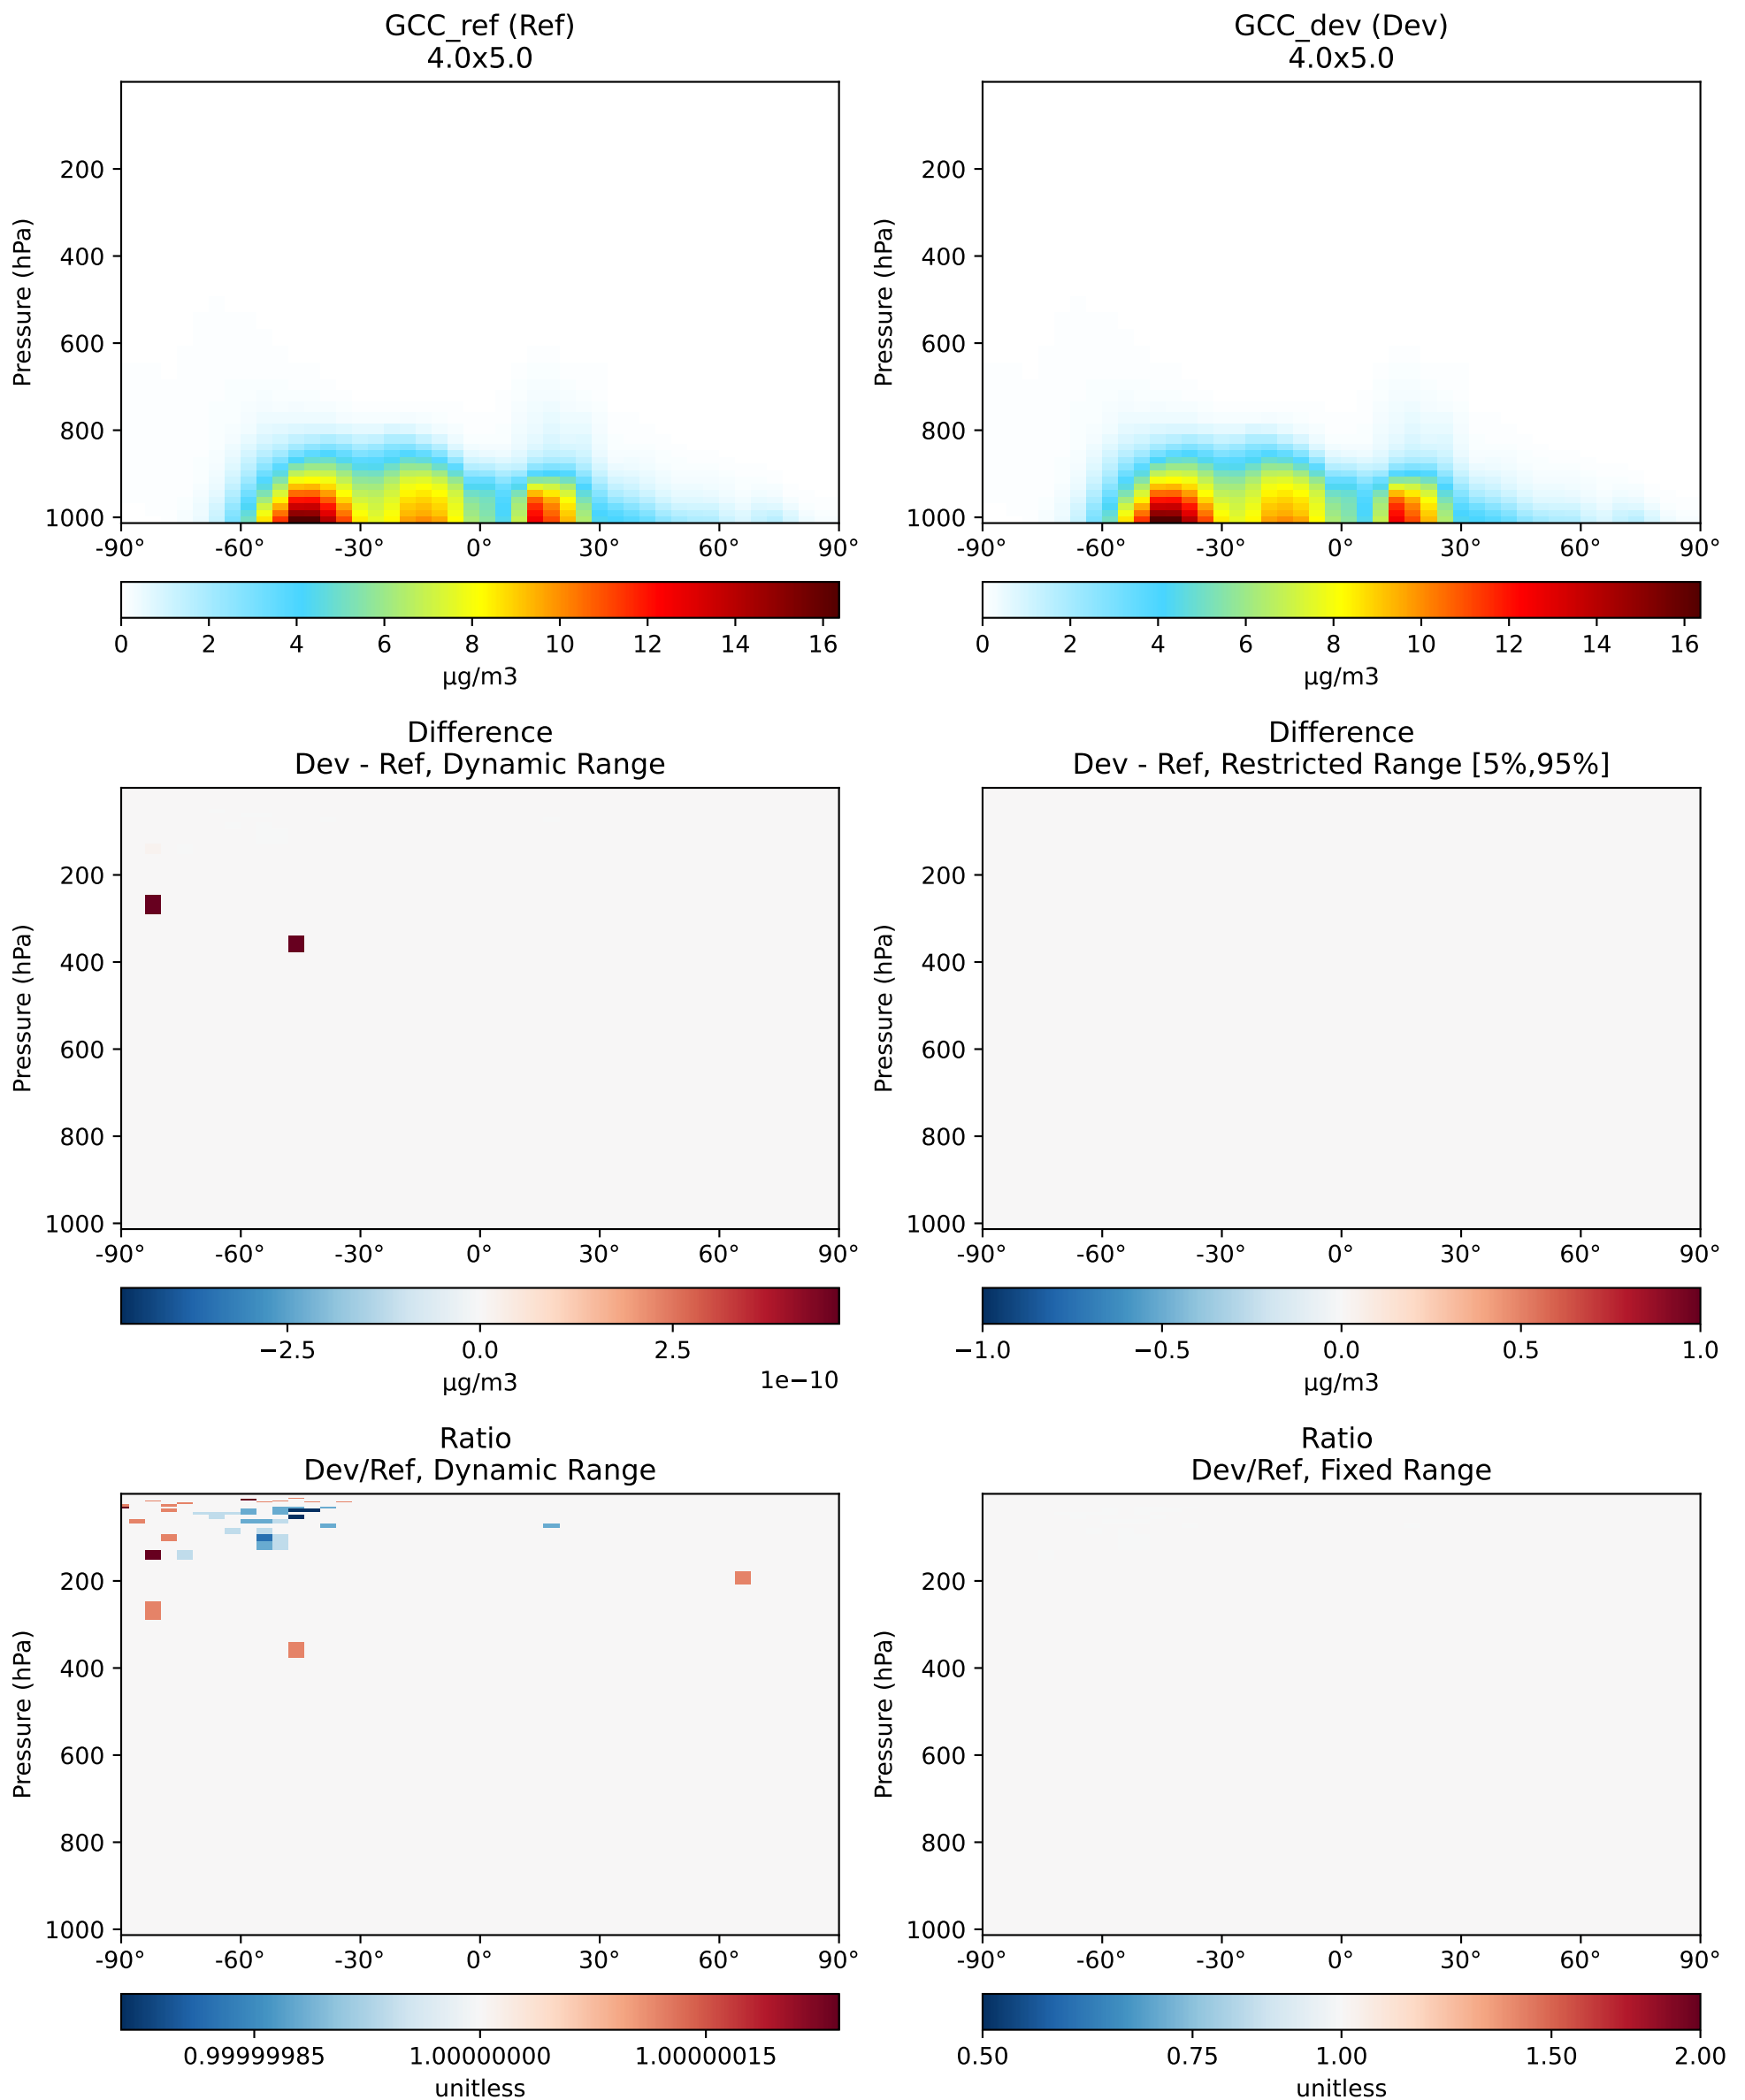 GCC_ref (Ref)
4.0x5.0
Pressure (hPa)
200
400
600
800
1000
-90° -60° -30° 0° 30° 60° 90°
0 2 4 6 8 10 12 14 16
µg/m3
GCC_dev (Dev)
4.0x5.0
Pressure (hPa)
200
400
600
800
1000
-90° -60° -30° 0° 30° 60° 90°
0 2 4 6 8 10 12 14 16
µg/m3
Difference
Dev - Ref, Dynamic Range
Pressure (hPa)
200
400
600
800
1000
-90° -60° -30° 0° 30° 60° 90°
−2.5 0.0 2.5
1e−10
µg/m3
Difference
Dev - Ref, Restricted Range [5%,95%]
Pressure (hPa)
200
400
600
800
1000
-90° -60° -30° 0° 30° 60° 90°
−1.0 −0.5 0.0 0.5 1.0
µg/m3
Ratio
Dev/Ref, Dynamic Range
Pressure (hPa)
200
400
600
800
1000
-90° -60° -30° 0° 30° 60° 90°
0.99999985 1.00000000 1.00000015
unitless
Ratio
Dev/Ref, Fixed Range
Pressure (hPa)
200
400
600
800
1000
-90° -60° -30° 0° 30° 60° 90°
0.50 0.75 1.00 1.50 2.00
unitless